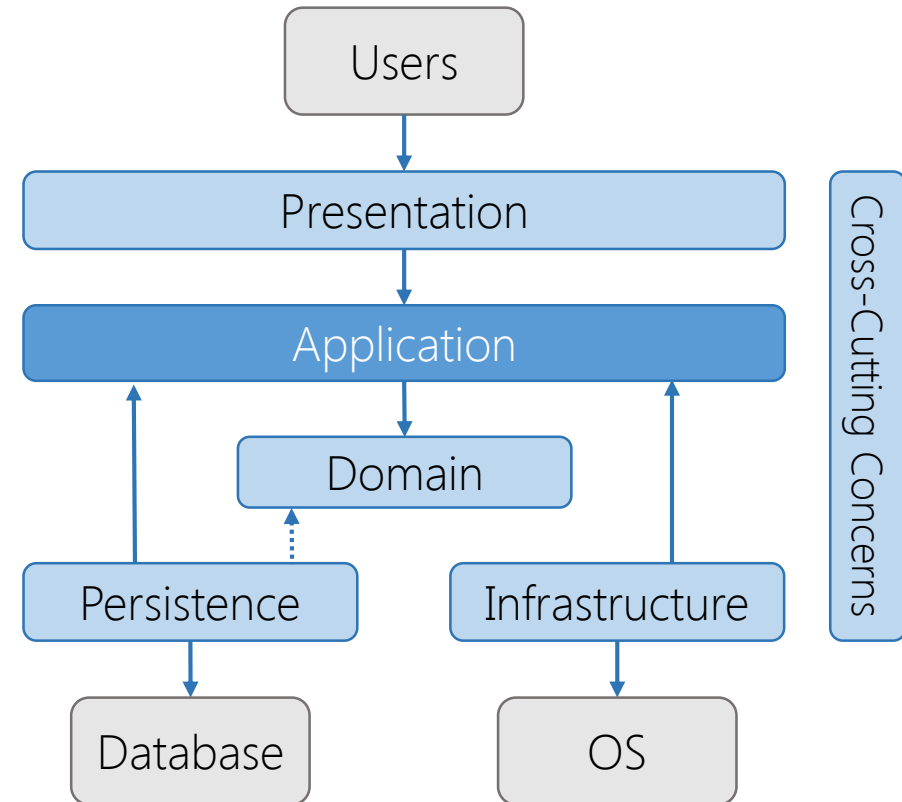 Users
Presentation
Cross-Cutting Concerns
Application
Domain
Persistence
Infrastructure
Database
OS